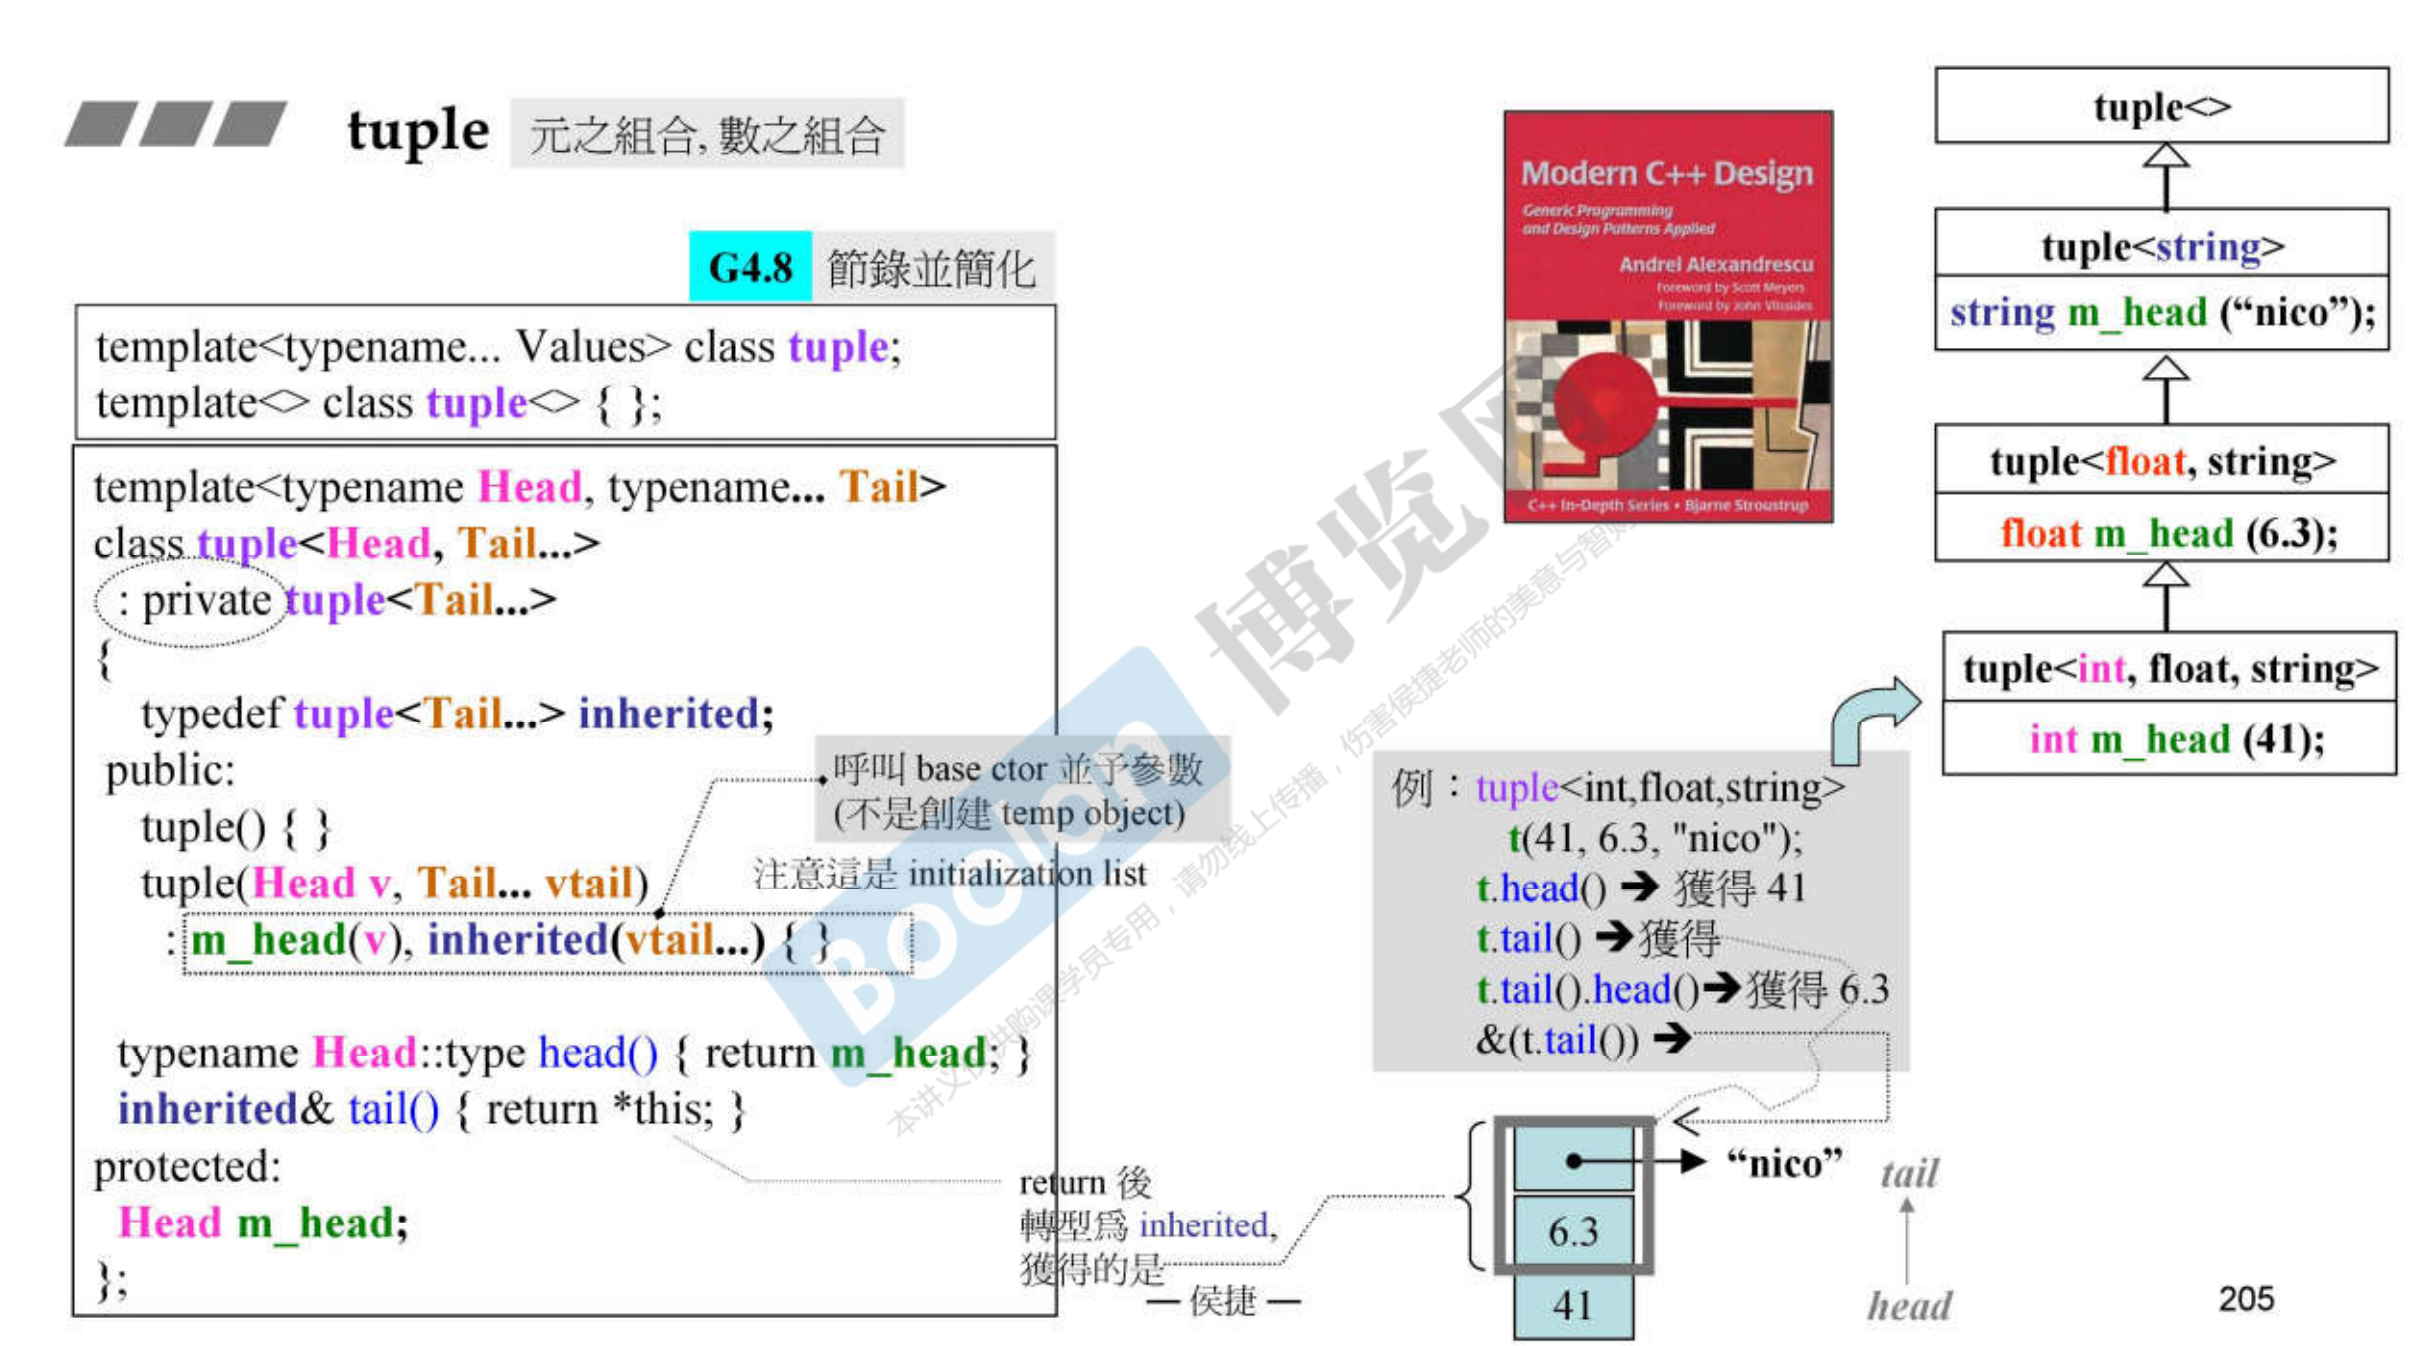 tuple 元之組合, 數之組合
G4.8 節錄並簡化
template<typename... Values> class tuple;
template<> class tuple<> { };
template<typename Head, typename... Tail>
class tuple<Head, Tail...>
: private tuple<Tail...>
{
typedef tuple<Tail...> inherited;
public:
tuple() { }
tuple(Head v, Tail... vtail)
: m_head(v), inherited(vtail...) { }
typename Head::type head() { return m_head; }
inherited& tail() { return *this; }
protected:
Head m_head;
};
呼叫 base ctor 並予參數
(不是創建 temp object)
注意這是 initialization list
return 後
轉型爲 inherited,
獲得的是
— 侯捷 —
Modern C++ Design
Generic Programming
and Design Patterns Applied
Andrei Alexandrescu
Foreword by Scott Meyers
Foreword by John Vlissides
C++ In-Depth Series • Bjarne Stroustrup
tuple<>
tuple<string>
string m_head (“nico”);
tuple<float, string>
float m_head (6.3);
tuple<int, float, string>
int m_head (41);
例：tuple<int,float,string>
t(41, 6.3, "nico");
t.head() ➔ 獲得 41
t.tail() ➔獲得
t.tail().head()➔獲得 6.3
&(t.tail()) ➔
“nico”
6.3
41
tail
head
205
Boolan
博览网
本讲义仅供购课学员专用，请勿线上传播，伤害侯捷老师的美意与智财